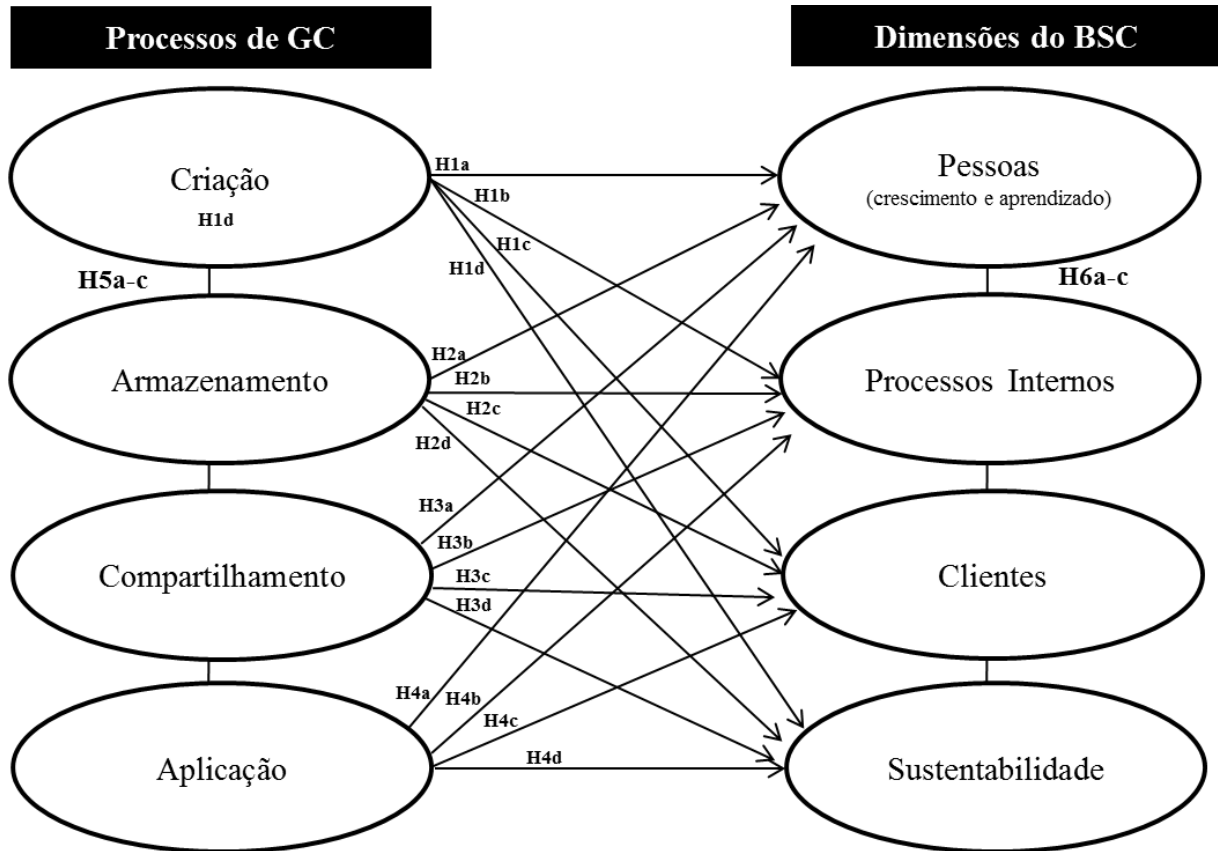 Processos de GC
Dimensões do BSC
Criação
H1d
Pessoas
(crescimento e aprendizado)
H1a
H1b
H1c
H1d
H5a-c
H6a-c
Armazenamento
H2a
H2b
H2c
H2d
Processos Internos
Compartilhamento
H3a
H3b
H3c
H3d
Clientes
Aplicação
H4a
H4b
H4c
H4d
Sustentabilidade